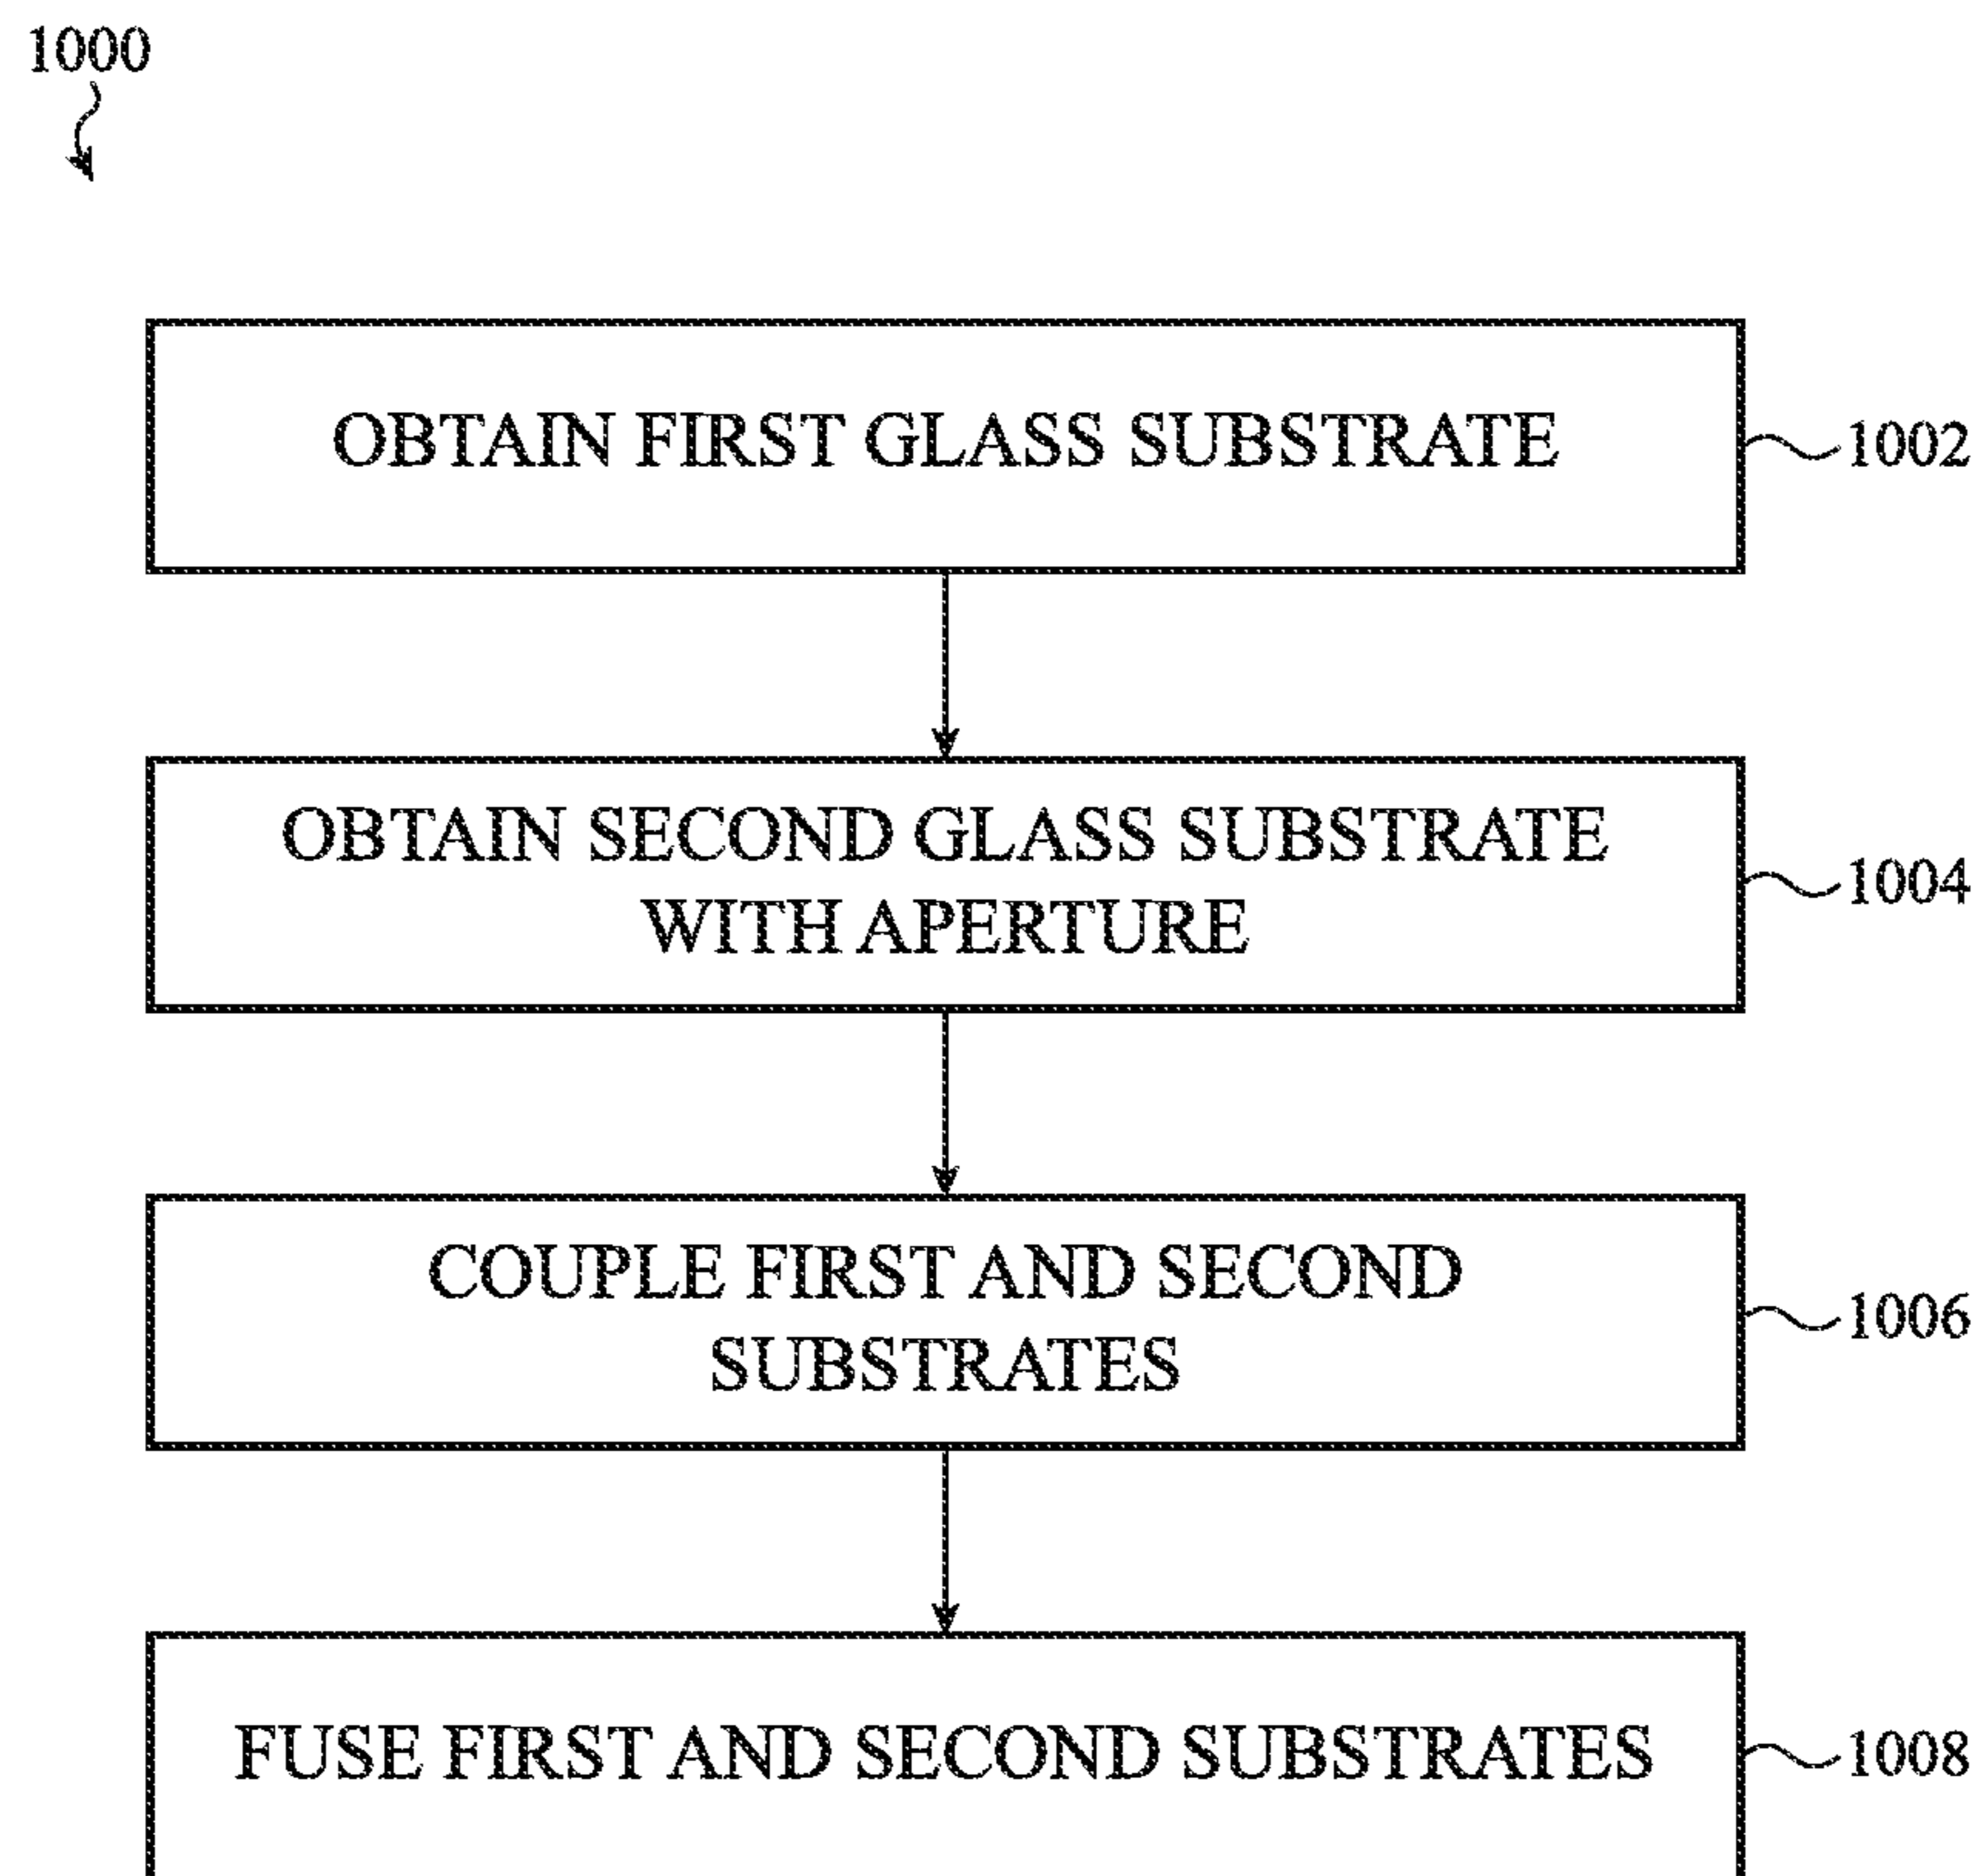 1000
OBTAIN FIRST GLASS SUBSTRATE
1002
OBTAIN SECOND GLASS SUBSTRATE
WITH APERTURE
1004
COUPLE FIRST AND SECOND
SUBSTRATES
1006
FUSE FIRST AND SECOND SUBSTRATES
1008